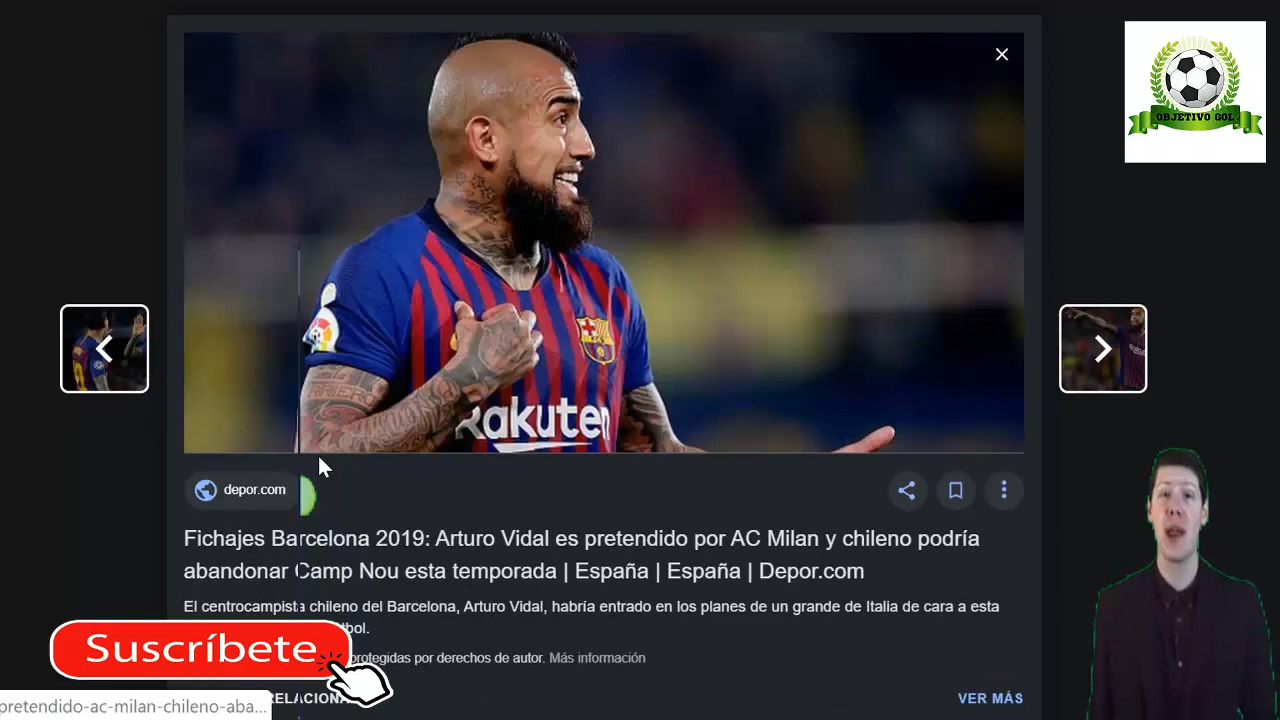 OBJETIVO GOL
Rakuten
depor.com
Fichajes Barcelona 2019: Arturo Vidal es pretendido por AC Milan y chileno podría
abandonar Camp Nou esta temporada | España | España | Depor.com
El centrocampista chileno del Barcelona, Arturo Vidal, habría entrado en los planes de un grande de Italia de cara a esta
Suscríbete
protegidas por derechos de autor. Más información
VER MÁS
pretendido-ac-milan-chileno-aba...